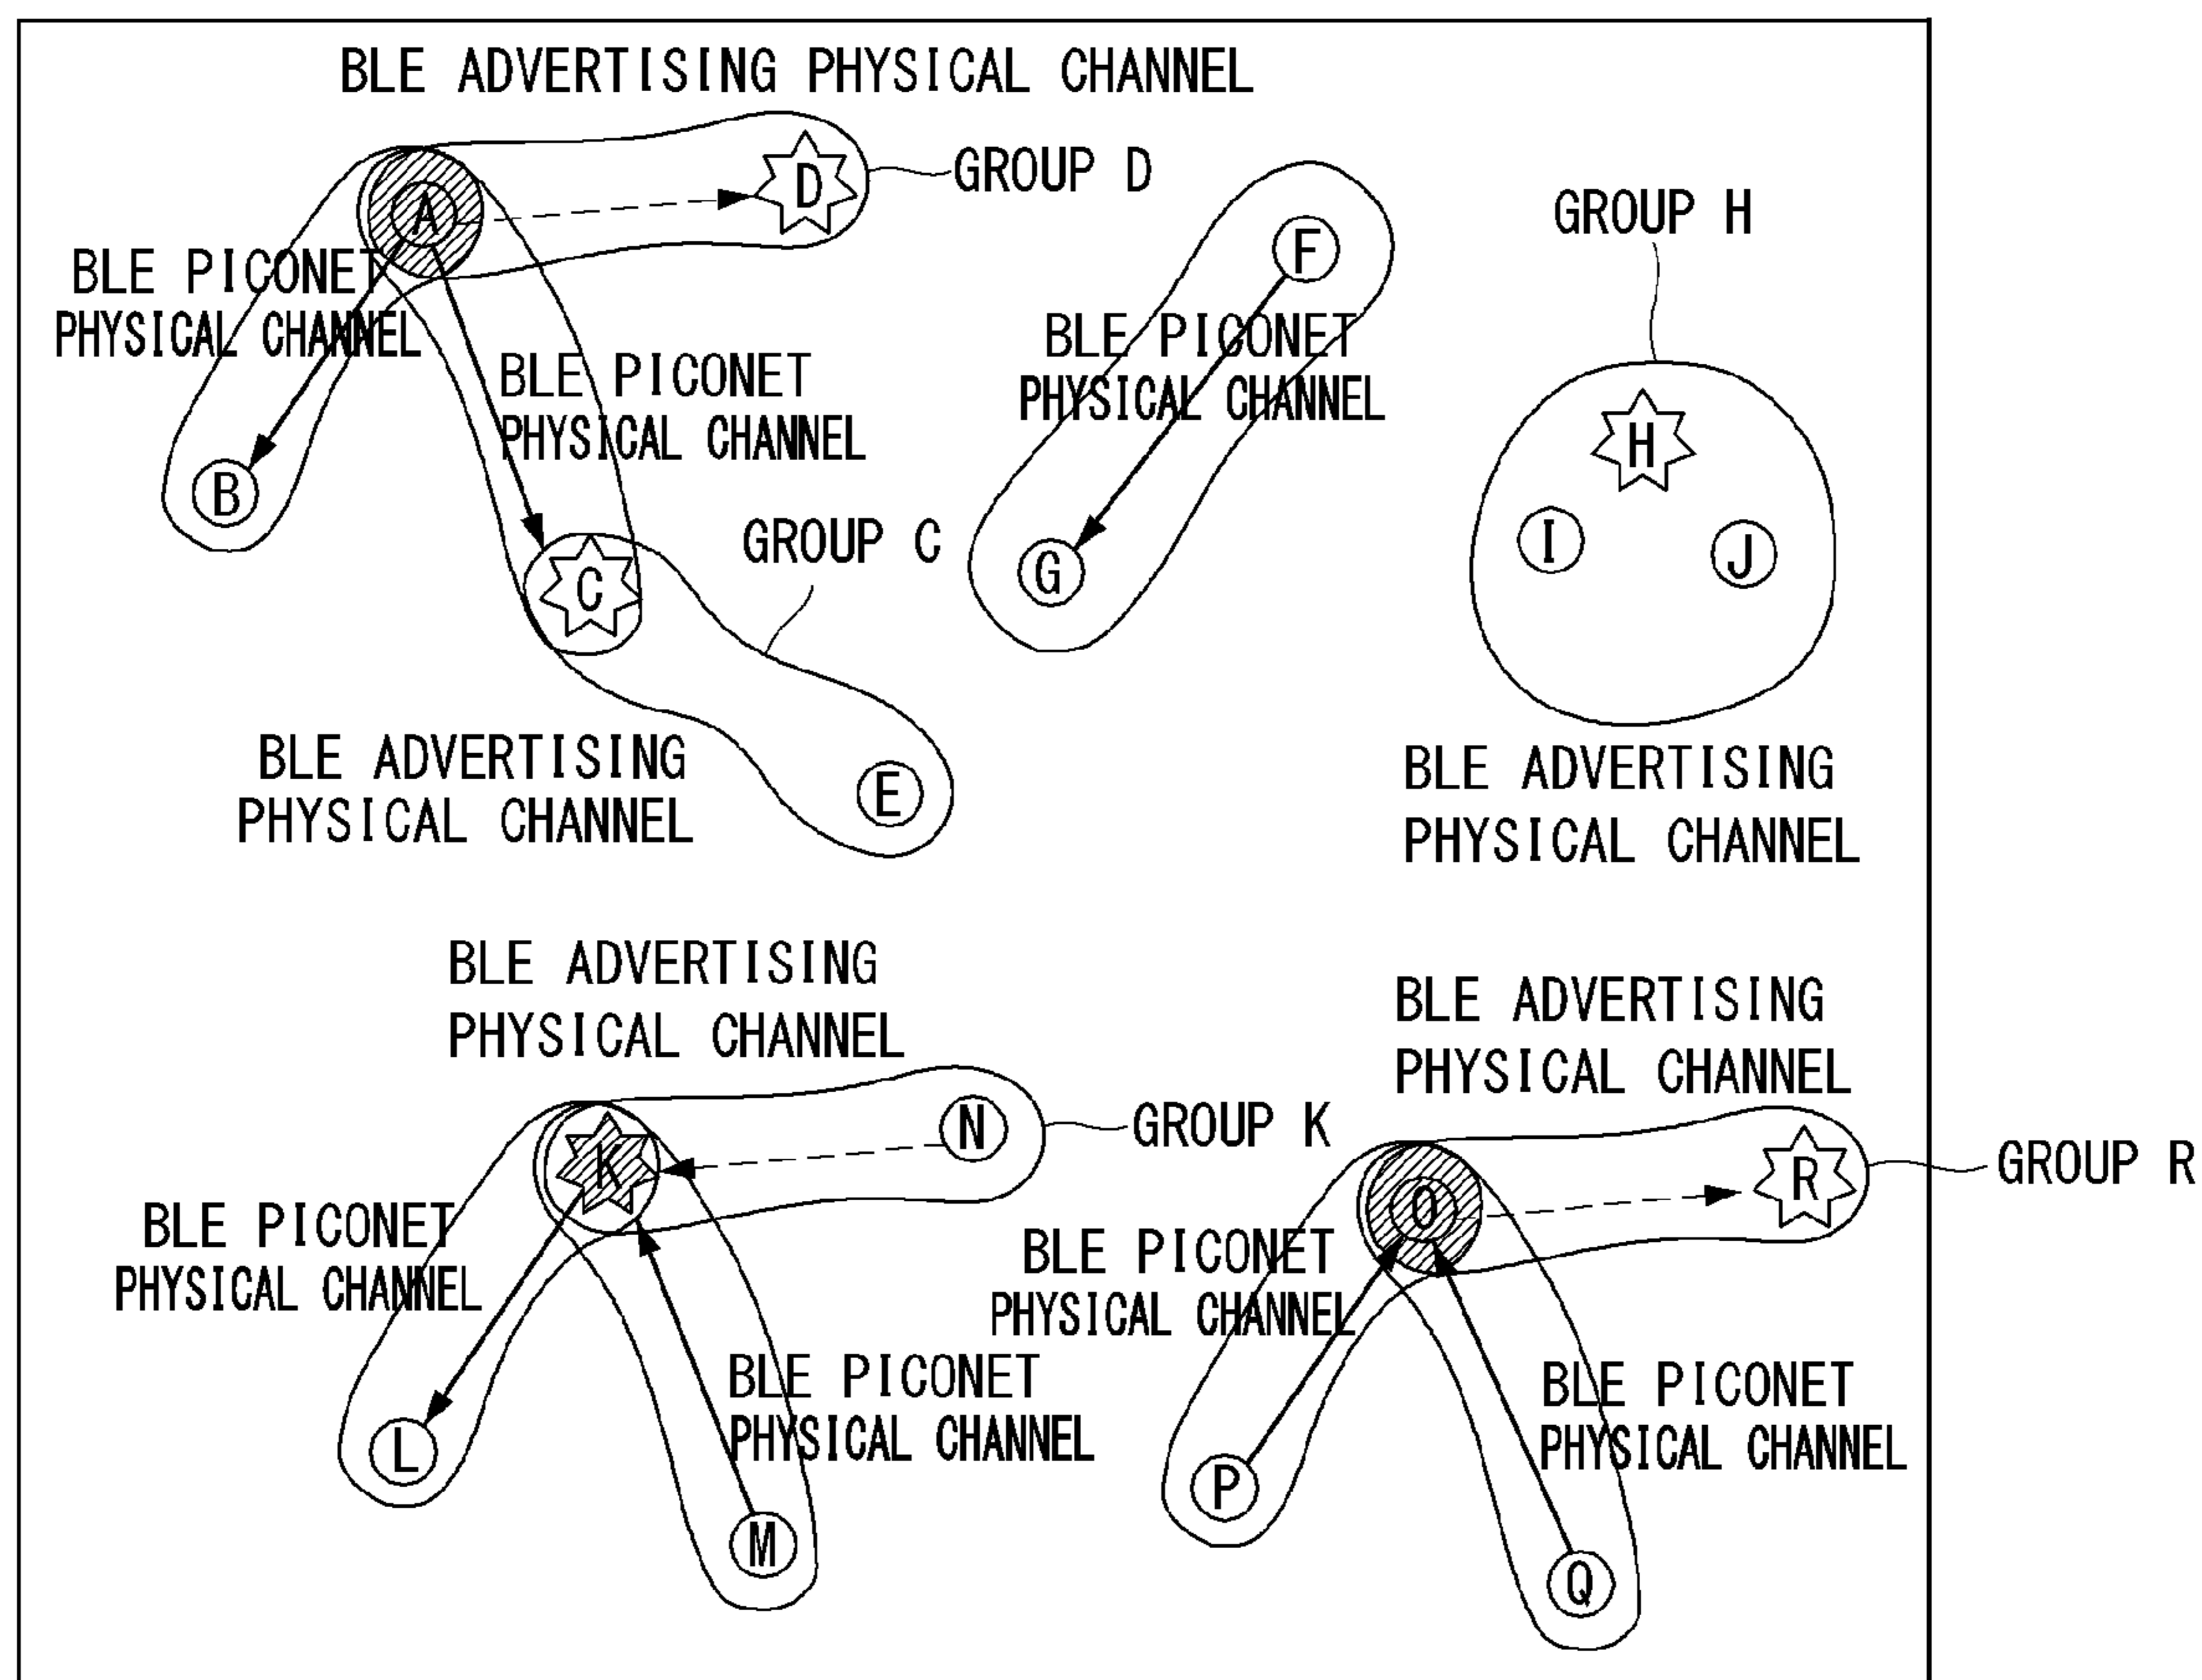 BLE ADVERTISING PHYSICAL CHANNEL
D
GROUP D
A
BLE PICONET
PHYSICAL CHANNEL
BLE PICONET
PHYSICAL CHANNEL
B
GROUP C
C
E
BLE ADVERTISING
PHYSICAL CHANNEL
F
BLE PICONET
PHYSICAL CHANNEL
G
GROUP H
H
I
J
BLE ADVERTISING
PHYSICAL CHANNEL
BLE ADVERTISING
PHYSICAL CHANNEL
N
GROUP K
K
BLE PICONET
PHYSICAL CHANNEL
BLE PICONET
PHYSICAL CHANNEL
L
M
BLE ADVERTISING
PHYSICAL CHANNEL
R
GROUP R
O
BLE PICONET
PHYSICAL CHANNEL
BLE PICONET
PHYSICAL CHANNEL
P
Q